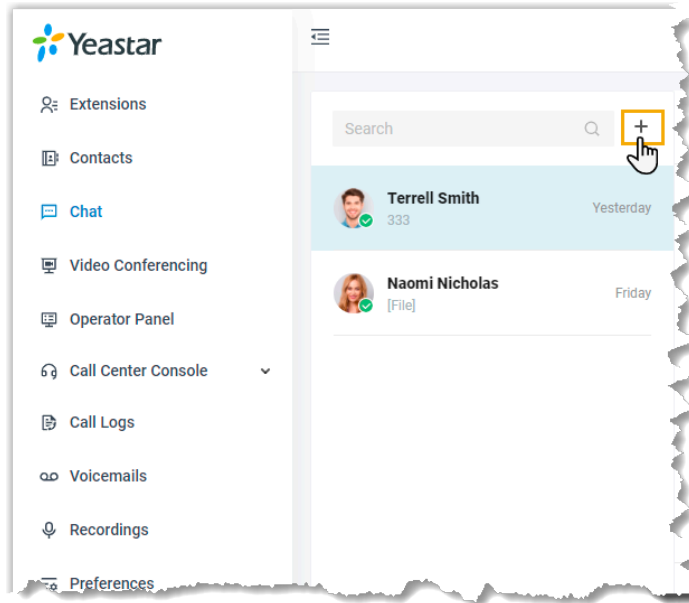 Yeastar
Extensions
Contacts
Chat
Video Conferencing
Operator Panel
Call Center Console
Call Logs
Voicemails
Recordings
Preferences
Search
Terrell Smith
Yesterday
333
Naomi Nicholas
Friday
[File]